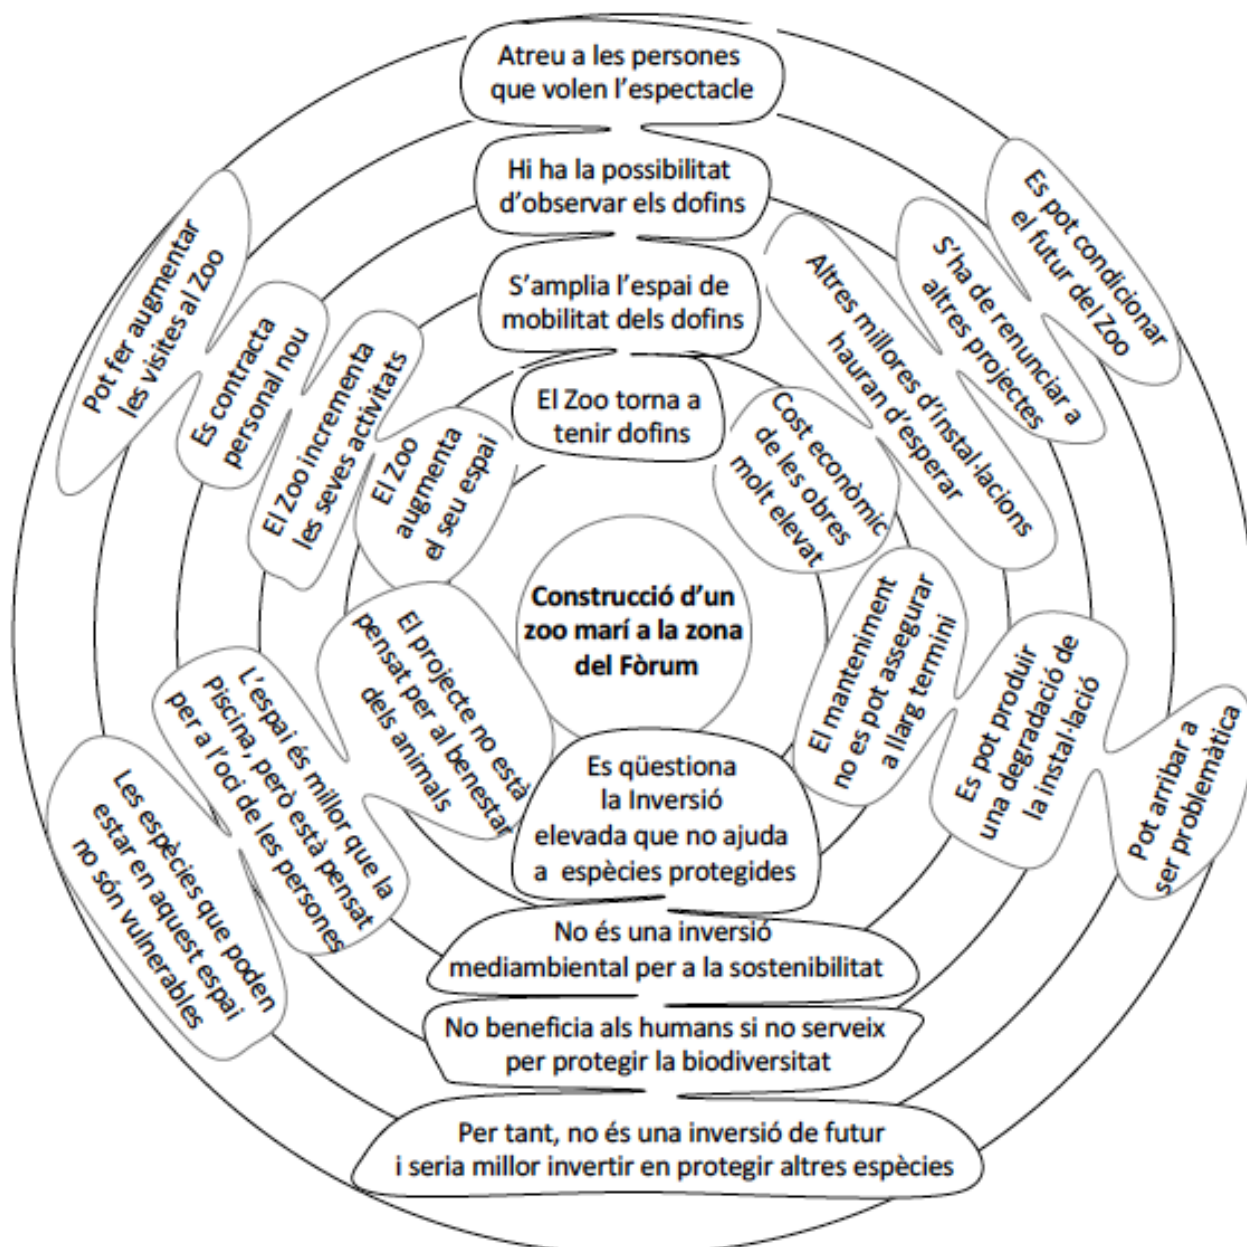 Atreu a les persones
que volen l'espectacle
Hi ha la possibilitat
d'observar els dofins
S'amplia l'espai de
mobilitat dels dofins
El Zoo torna a
tenir dofins
Es pot condicionar
el futur del Zoo
S'ha de renunciar a
altres projectes
Altres millores d'instal·lacions
hauran d'esperar
Cost econòmic
de les obres
molt elevat
Pot fer augmentar
les visites al Zoo
Es contracta
personal nou
El Zoo incrementa
les seves activitats
El Zoo
augmenta
el seu espai
Construcció d'un
zoo marí a la zona
del Fòrum
El manteniment
no es pot assegurar
a llarg termini
Es pot produir
una degradació de
la instal·lació
Pot arribar a
ser problemàtica
El projecte no està
pensat per al benestar
dels animals
L'espai és millor que la
Piscina, però està pensat
per a l'oci de les persones
Les espècies que poden
estar en aquest espai
no són vulnerables
Es qüestiona
la Inversió
elevada que no ajuda
a espècies protegides
No és una inversió
mediambiental per a la sostenibilitat
No beneficia als humans si no serveix
per protegir la biodiversitat
Per tant, no és una inversió de futur
i seria millor invertir en protegir altres espècies